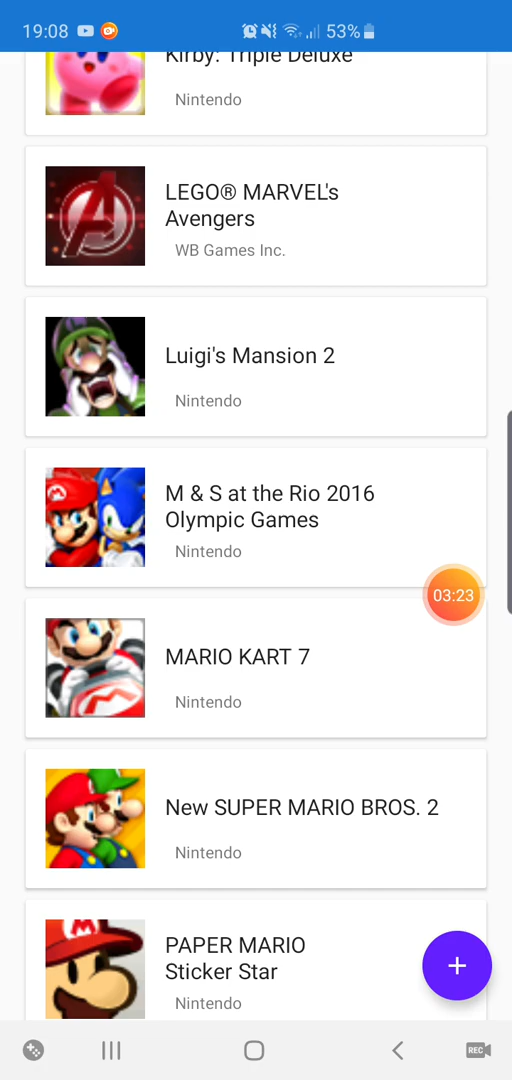 19:08
53%
Kirby: Triple Deluxe
Nintendo
LEGO® MARVEL's
Avengers
WB Games Inc.
Luigi's Mansion 2
Nintendo
M & S at the Rio 2016
Olympic Games
Nintendo
03:23
MARIO KART 7
Nintendo
New SUPER MARIO BROS. 2
Nintendo
PAPER MARIO
Sticker Star
+
Nintendo
REC